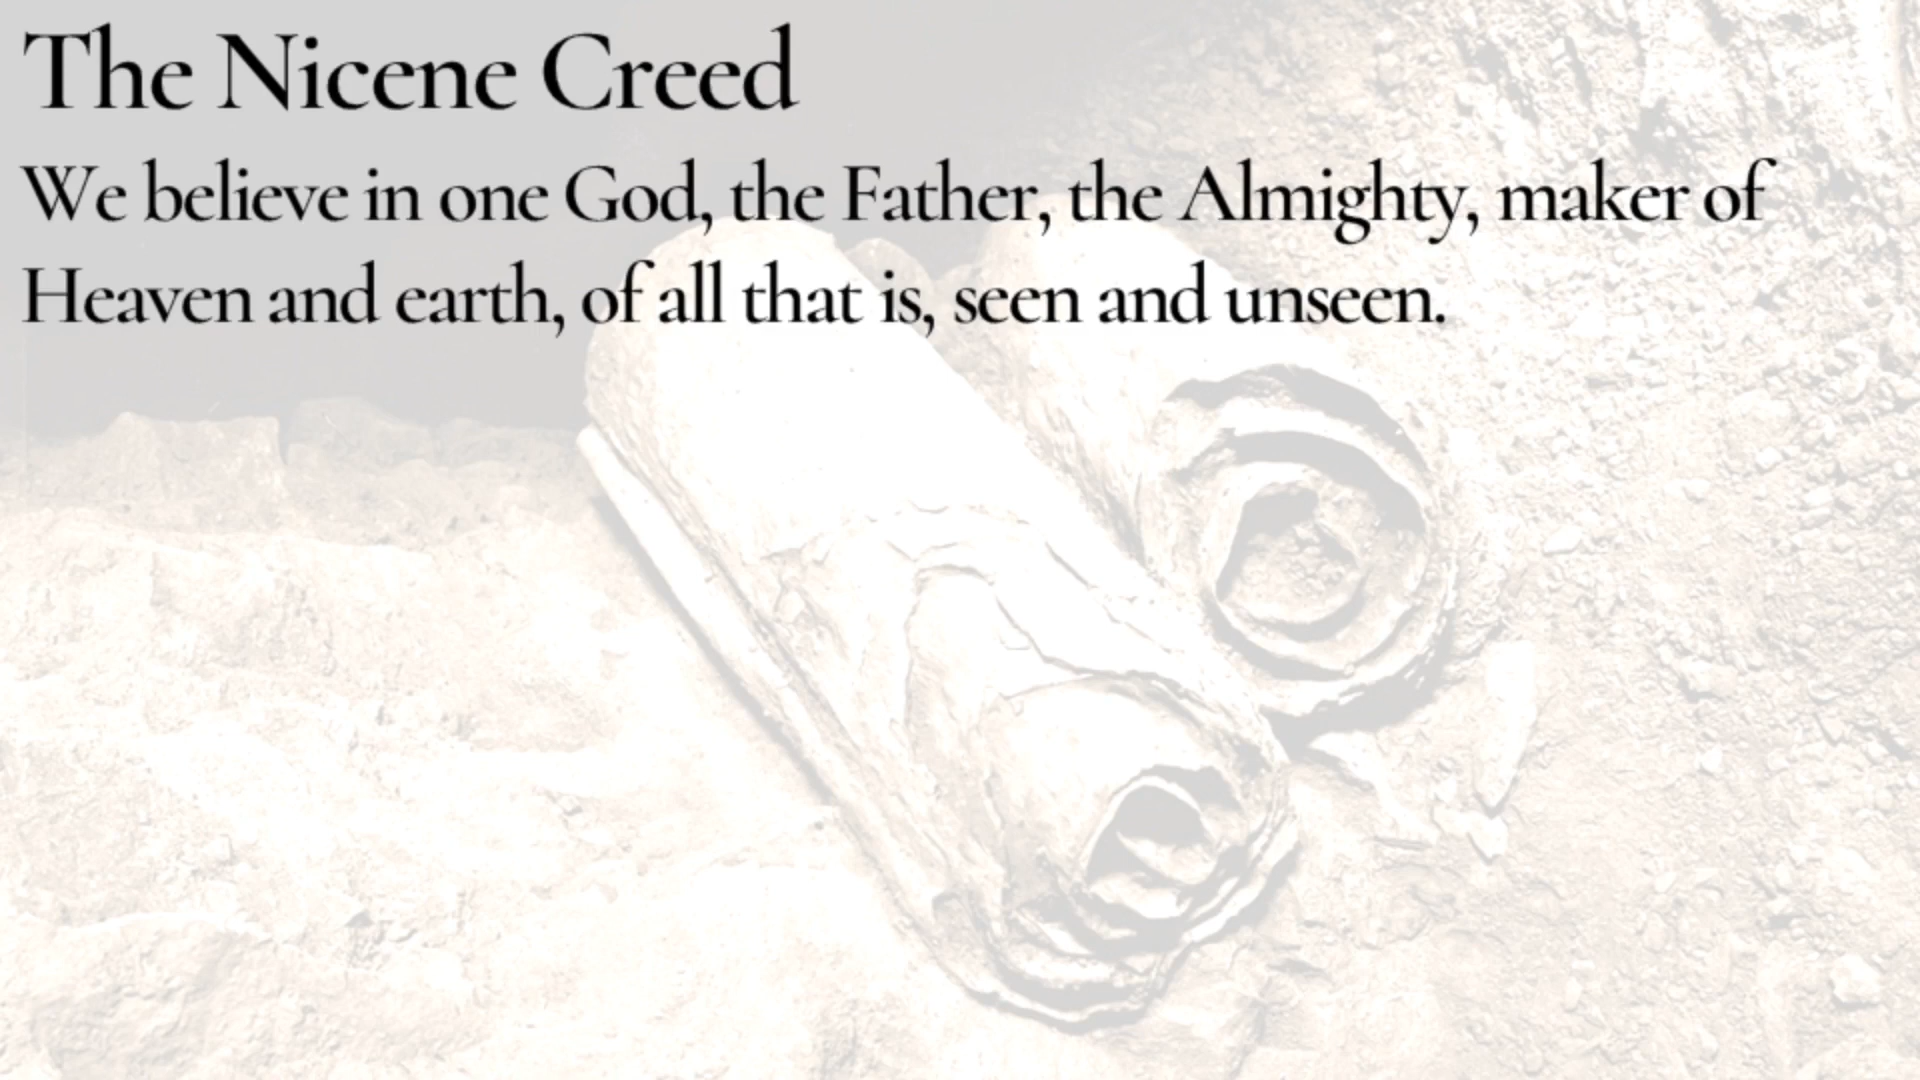 The Nicene Creed
We believe in one God, the Father, the Almighty, maker of
Heaven and earth, of all that is, seen and unseen.